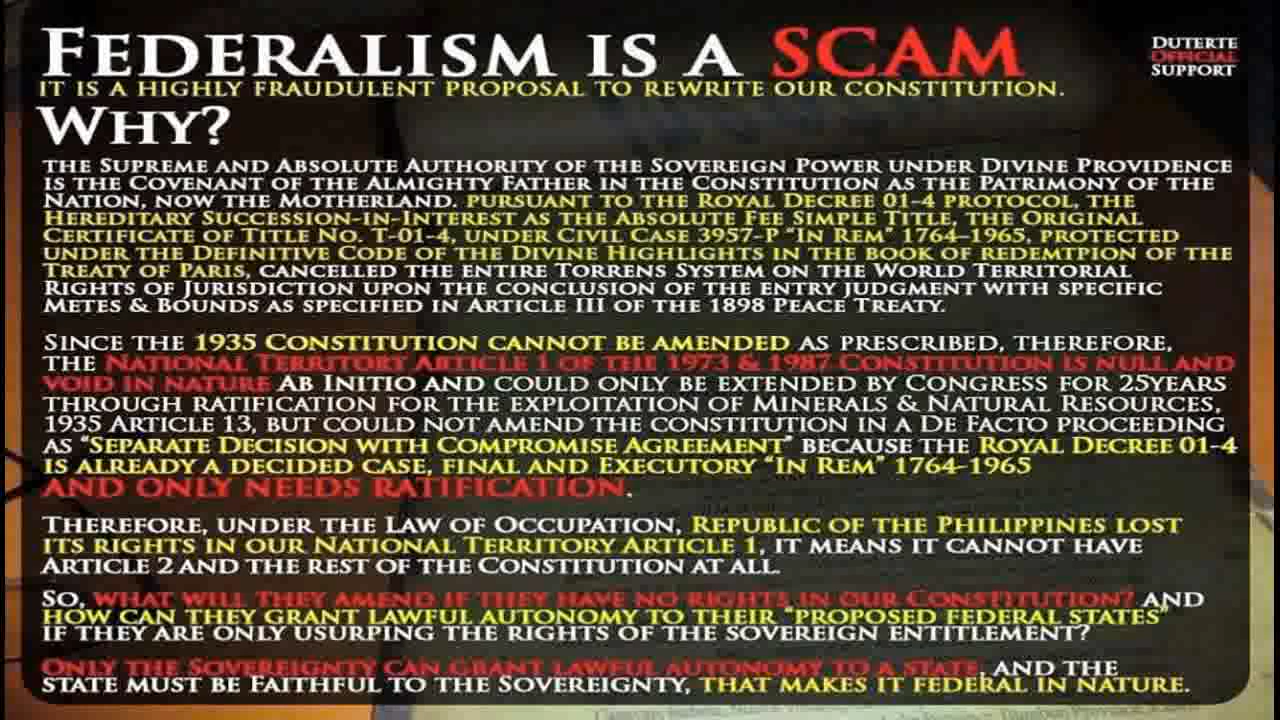 FEDERALISM IS A SCAM
DUTERTE
OFFICIAL
SUPPORT
IT IS A HIGHLY FRAUDULENT PROPOSAL TO REWRITE OUR CONSTITUTION.
WHY?
THE SUPREME AND ABSOLUTE AUTHORITY OF THE SOVEREIGN POWER UNDER DIVINE PROVIDENCE
IS THE COVENANT OF THE ALMIGHTY FATHER IN THE CONSTITUTION AS THE PATRIMONY OF THE
NATION, NOW THE MOTHERLAND. PURSUANT TO THE ROYAL DECREE 01-4 PROTOCOL, THE
HEREDITARY SUCCESSION-IN-INTEREST AS THE ABSOLUTE FEE SIMPLE TITLE, THE ORIGINAL
CERTIFICATE OF TITLE NO. T-01-4, UNDER CIVIL CASE 3957-P "IN REM" 1764-1965, PROTECTED
UNDER THE DEFINITIVE CODE OF THE DIVINE HIGHLIGHTS IN THE BOOK OF REDEMTPION OF THE
TREATY OF PARIS, CANCELLED THE ENTIRE TORRENS SYSTEM ON THE WORLD TERRITORIAL
RIGHTS OF JURISDICTION UPON THE CONCLUSION OF THE ENTRY JUDGMENT WITH SPECIFIC
METES & BOUNDS AS SPECIFIED IN ARTICLE III OF THE 1898 PEACE TREATY.
SINCE THE 1935 CONSTITUTION CANNOT BE AMENDED AS PRESCRIBED, THEREFORE,
THE NATIONAL TERRITORY ARTICLE 1 OF THE 1973 & 1987 CONSTITUTION IS NULL AND
VOID IN NATURE AB INITIO AND COULD ONLY BE EXTENDED BY CONGRESS FOR 25YEARS
THROUGH RATIFICATION FOR THE EXPLOITATION OF MINERALS & NATURAL RESOURCES,
1935 ARTICLE 13, BUT COULD NOT AMEND THE CONSTITUTION IN A DE FACTO PROCEEDING
AS "SEPARATE DECISION WITH COMPROMISE AGREEMENT" BECAUSE THE ROYAL DECREE 01-4
IS ALREADY A DECIDED CASE, FINAL AND EXECUTORY "IN REM" 1764-1965
AND ONLY NEEDS RATIFICATION.
THEREFORE, UNDER THE LAW OF OCCUPATION, REPUBLIC OF THE PHILIPPINES LOST
ITS RIGHTS IN OUR NATIONAL TERRITORY ARTICLE 1, IT MEANS IT CANNOT HAVE
ARTICLE 2 AND THE REST OF THE CONSTITUTION AT ALL.
SO, WHAT WILL THEY AMEND IF THEY HAVE NO RIGHTS IN OUR CONSTITUTION? AND
HOW CAN THEY GRANT LAWFUL AUTONOMY TO THEIR "PROPOSED FEDERAL STATES"
IF THEY ARE ONLY USURPING THE RIGHTS OF THE SOVEREIGN ENTITLEMENT?
ONLY THE SOVEREIGNTY CAN GRANT LAWFUL AUTONOMY TO A STATE, AND THE
STATE MUST BE FAITHFUL TO THE SOVEREIGNTY, THAT MAKES IT FEDERAL IN NATURE.